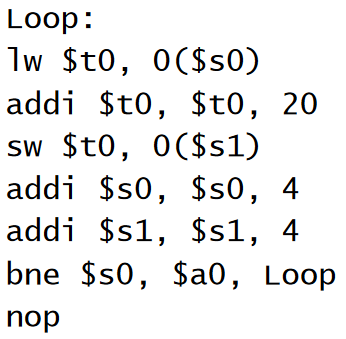 Loop:
lw $t0, 0($s0)
addi $t0, $t0, 20
sw $t0, 0($s1)
addi $s0, $s0, 4
addi $s1, $s1, 4
bne $s0, $a0, Loop
nop